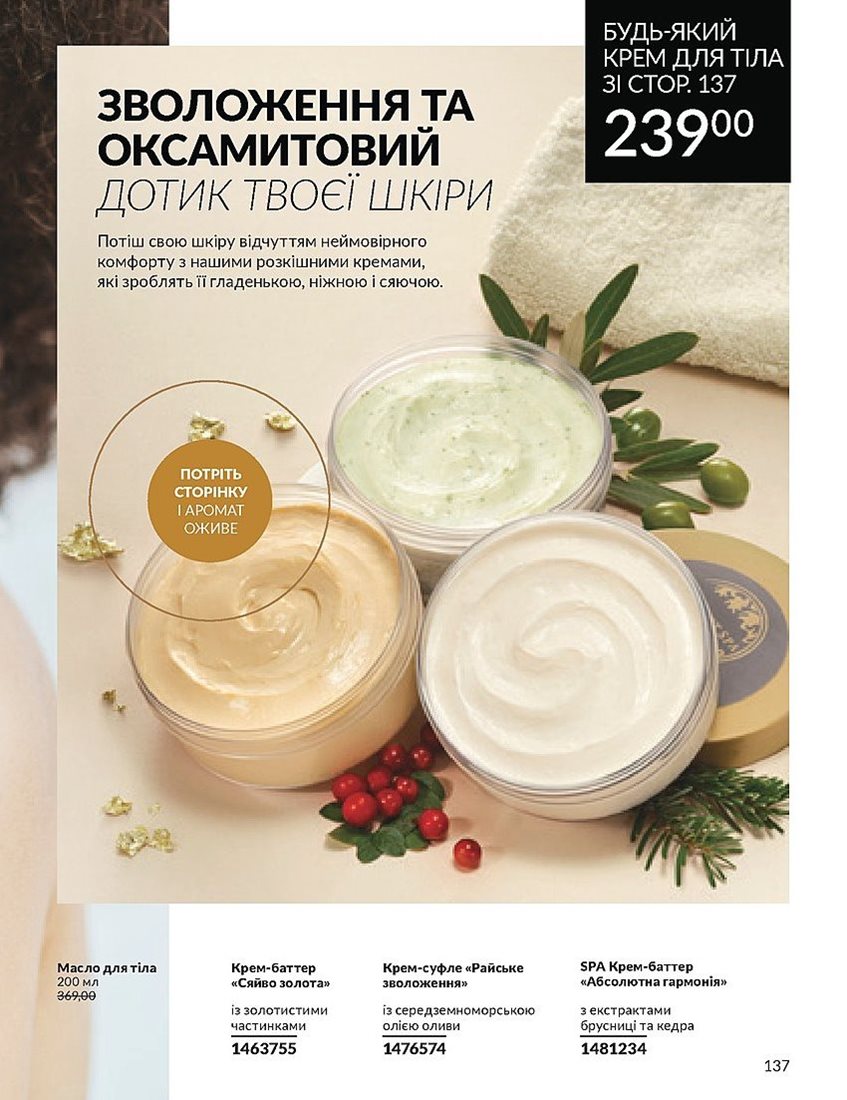 БУДЬ-ЯКИЙ
КРЕМ ДЛЯ ТІЛА
ЗІ СТОР. 137
239⁰⁰
ЗВОЛОЖЕННЯ ТА
ОКСАМИТОВИЙ
ДОТИК ТВОЄЇ ШКІРИ
Потіш свою шкіру відчуттям неймовірного
комфорту з нашими розкішними кремами,
які зроблять її гладенькою, ніжною і сяючою.
ПОТРІТЬ
СТОРІНКУ
І АРОМАТ
ОЖИВЕ
SPA
Масло для тіла
200 мл
369,00
Крем-баттер
«Сяйво золота»
із золотистими
частинками
1463755
Крем-суфле «Райське
зволоження»
із середземноморською
олією оливи
1476574
SPA Крем-баттер
«Абсолютна гармонія»
з екстрактами
брусниці та кедра
1481234
137